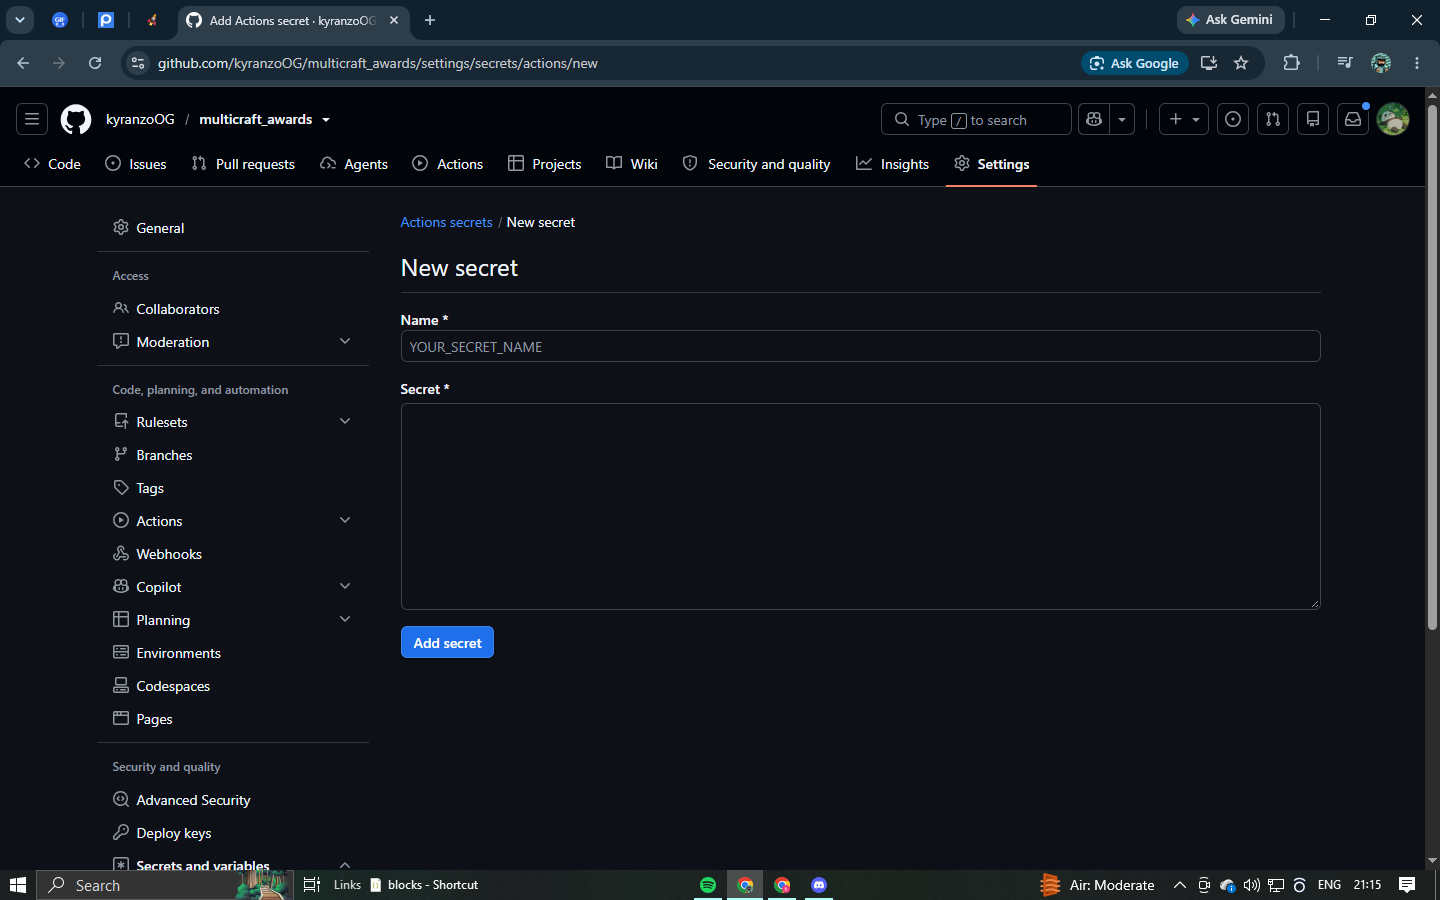 Add Actions secret · kyranzoOG
Ask Gemini
github.com/kyranzoOG/multicraft_awards/settings/secrets/actions/new
Ask Google
kyranzoOG / multicraft_awards
Type / to search
Code
Issues
Pull requests
Agents
Actions
Projects
Wiki
Security and quality
Insights
Settings
General
Access
Collaborators
Moderation
Code, planning, and automation
Rulesets
Branches
Tags
Actions
Webhooks
Copilot
Planning
Environments
Codespaces
Pages
Security and quality
Advanced Security
Deploy keys
Secrets and variables
Actions secrets / New secret
New secret
Name *
YOUR_SECRET_NAME
Secret *
Add secret
Search
Links
blocks - Shortcut
Air: Moderate
ENG
21:15